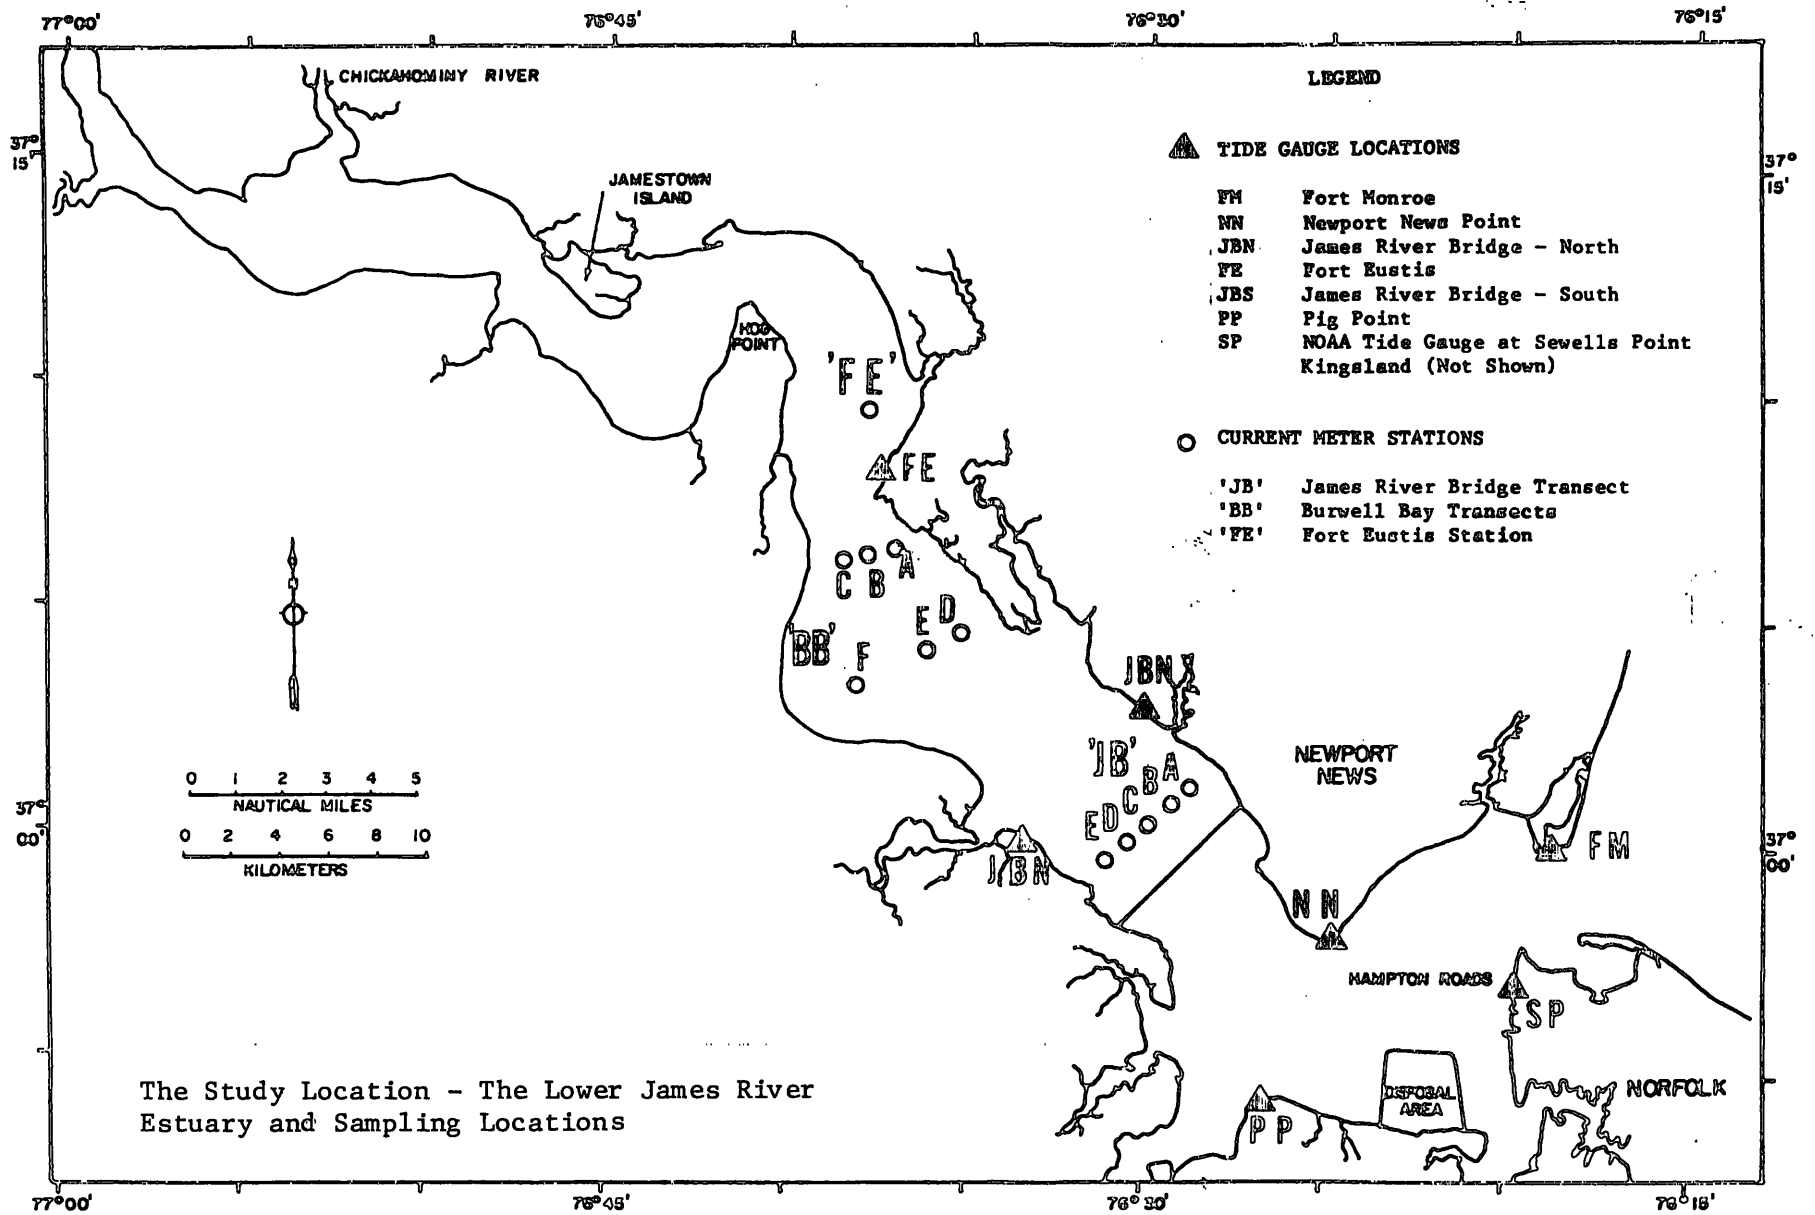 77°00' 76°45' 76°30' 76°15'
CHICKAHOMINY RIVER
LEGEND
37°
15'
37°
15'
TIDE GAUGE LOCATIONS
JAMESTOWN
ISLAND
FM Fort Monroe
NN Newport News Point
JBN James River Bridge - North
FE Fort Eustis
JBS James River Bridge - South
PP Pig Point
SP NOAA Tide Gauge at Sewells Point
Kingsland (Not Shown)
HOG
POINT
'FE'
CURRENT METER STATIONS
FE
'JB' James River Bridge Transect
'BB' Burwell Bay Transects
'FE' Fort Eustis Station
C B A
E D
'BB' F
JBN
'JB'
E D C B A
NEWPORT
NEWS
0 1 2 3 4 5
NAUTICAL MILES
0 2 4 6 8 10
KILOMETERS
37°
00'
37°
00'
JBN
FM
NN
HAMPTON ROADS
SP
The Study Location - The Lower James River
Estuary and Sampling Locations
DISPOSAL
AREA
NORFOLK
PP
77°00' 76°45' 76°30' 76°15'